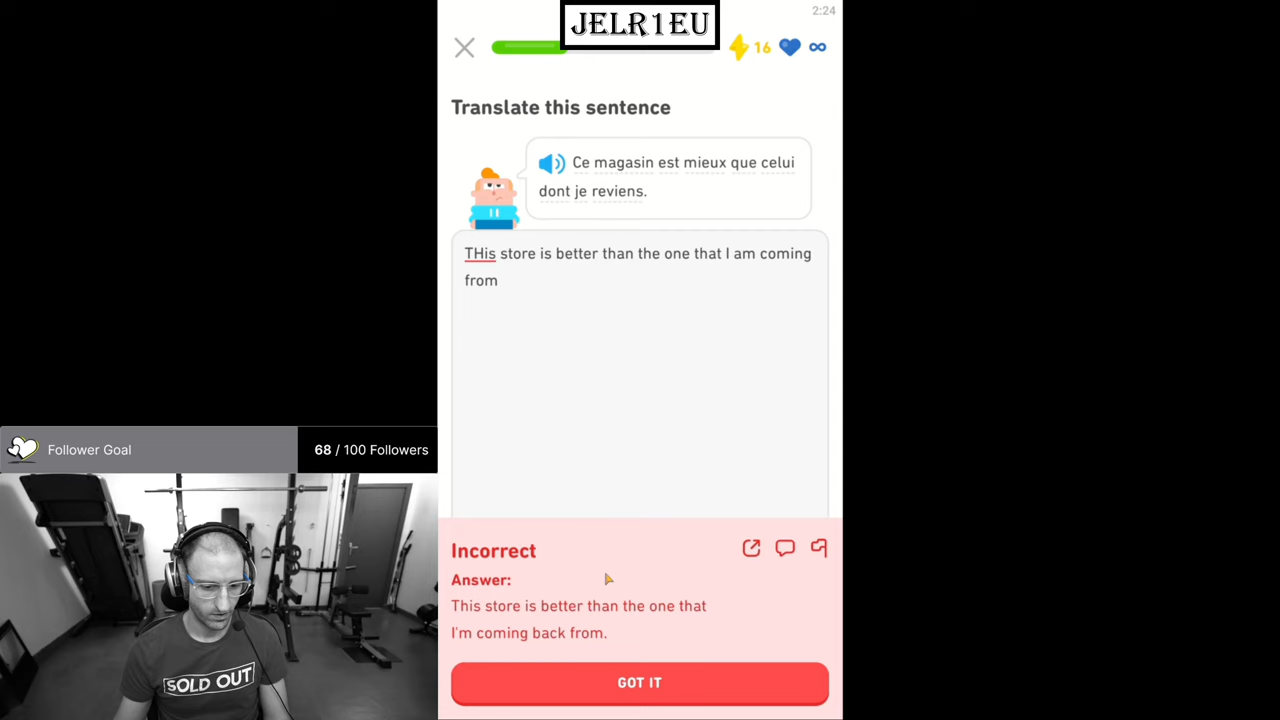 JELR1EU
2:24
16
Translate this sentence
Ce magasin est mieux que celui
dont je reviens.
THis store is better than the one that I am coming
from
Follower Goal
68 / 100 Followers
SOLD OUT
Incorrect
Answer:
This store is better than the one that
I'm coming back from.
GOT IT